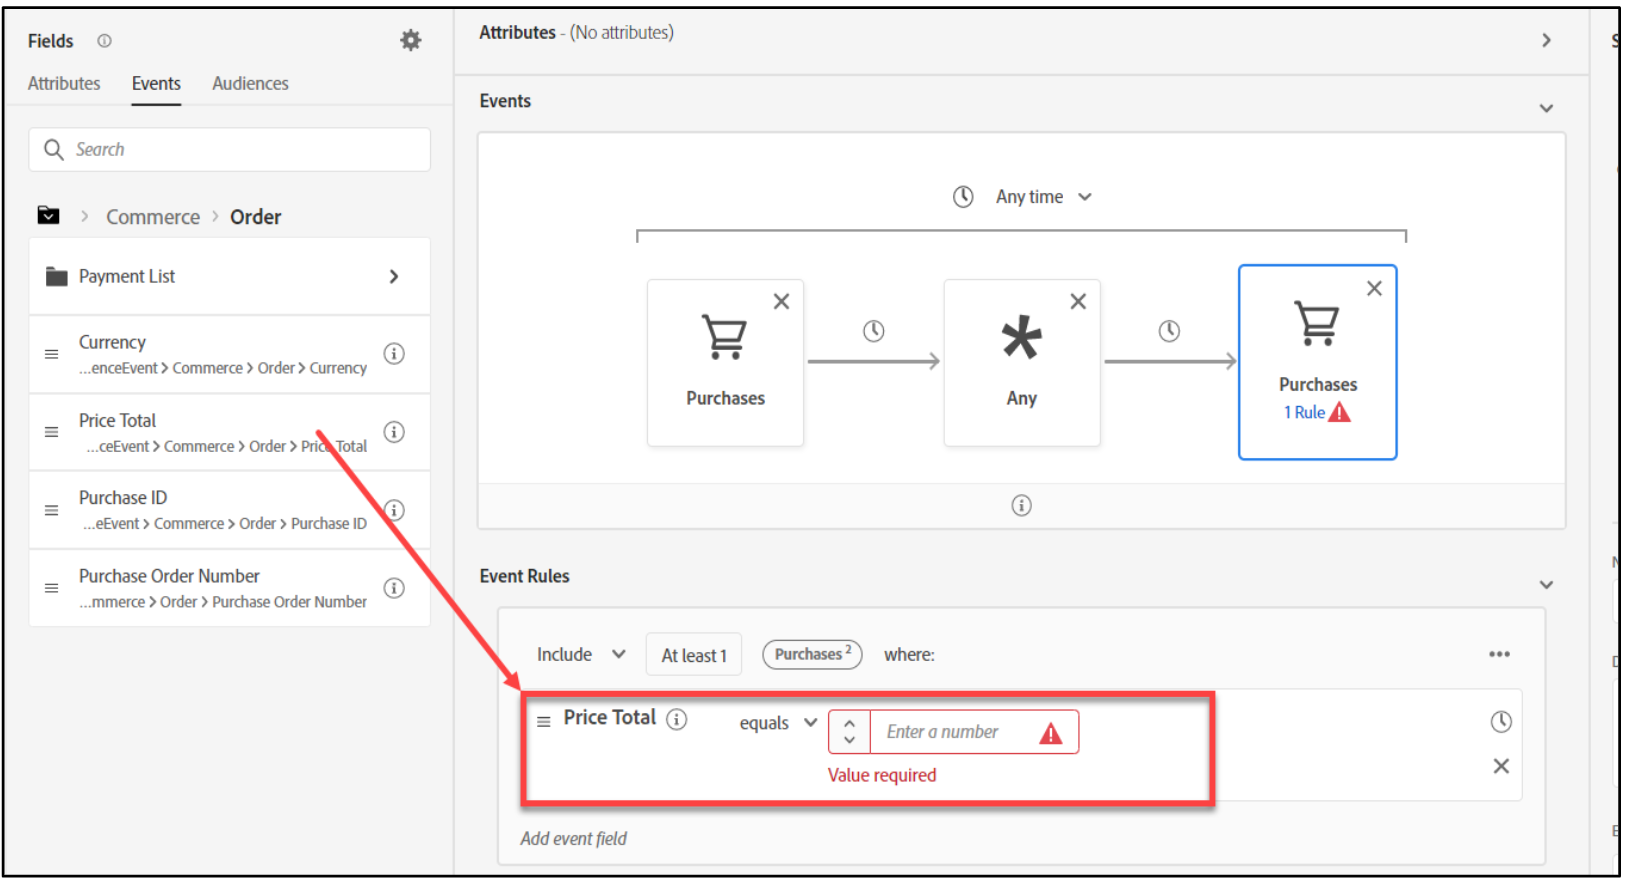 Fields
Attributes Events Audiences
Search
Commerce > Order
Payment List
Currency
...enceEvent > Commerce > Order > Currency
Price Total
...ceEvent > Commerce > Order > Price Total
Purchase ID
...eEvent > Commerce > Order > Purchase ID
Purchase Order Number
...mmerce > Order > Purchase Order Number
Attributes - (No attributes)
Events
Any time
Purchases
Any
Purchases
1 Rule
Event Rules
Include At least 1 Purchases 2 where:
Price Total equals Enter a number
Value required
Add event field